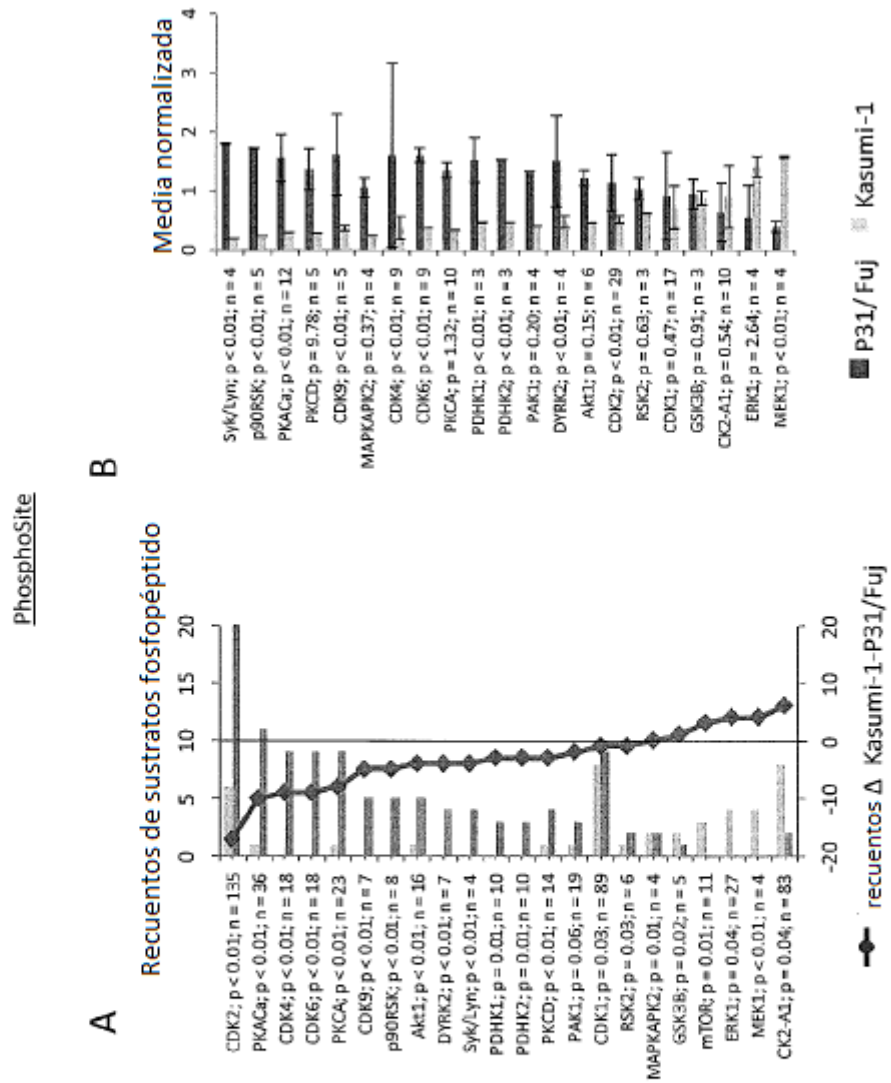 PhosphoSite
A
Recuentos de sustratos fosfopéptido
0 5 10 15 20
CDK2; p < 0.01; n = 135
PKACa; p < 0.01; n = 36
CDK4; p < 0.01; n = 18
CDK6; p < 0.01; n = 18
PKCA; p < 0.01; n = 23
CDK9; p < 0.01; n = 7
p90RSK; p < 0.01; n = 8
Akt1; p < 0.01; n = 16
DYRK2; p < 0.01; n = 7
Syk/Lyn; p < 0.01; n = 4
PDHK1; p = 0.01; n = 10
PDHK2; p = 0.01; n = 10
PKCD; p < 0.01; n = 14
PAK1; p = 0.06; n = 19
CDK1; p = 0.03; n = 89
RSK2; p = 0.03; n = 6
MAPKAPK2; p = 0.01; n = 4
GSK3B; p = 0.02; n = 5
mTOR; p = 0.01; n = 11
ERK1; p = 0.04; n = 27
MEK1; p < 0.01; n = 4
CK2-A1; p = 0.04; n = 83
-20 -10 0 10 20
recuentos Δ Kasumi-1-P31/Fuj
B
Media normalizada
0 1 2 3 4
Syk/Lyn; p < 0.01; n = 4
p90RSK; p < 0.01; n = 5
PKACa; p < 0.01; n = 12
PKCD; p = 9.78; n = 5
CDK9; p < 0.01; n = 5
MAPKAPK2; p = 0.37; n = 4
CDK4; p < 0.01; n = 9
CDK6; p < 0.01; n = 9
PKCA; p = 1.32; n = 10
PDHK1; p < 0.01; n = 3
PDHK2; p < 0.01; n = 3
PAK1; p = 0.20; n = 4
DYRK2; p < 0.01; n = 4
Akt1; p = 0.15; n = 6
CDK2; p < 0.01; n = 29
RSK2; p = 0.63; n = 3
CDK1; p = 0.47; n = 17
GSK3B; p = 0.91; n = 3
CK2-A1; p = 0.54; n = 10
ERK1; p = 2.64; n = 4
MEK1; p < 0.01; n = 4
P31/ Fuj Kasumi-1